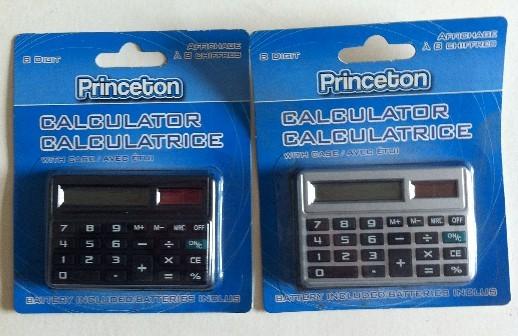 8 DIGIT
AFFICHAGE
À 8 CHIFFRES
Princeton
CALCULATOR
CALCULATRICE
WITH CASE/AVEC ÉTUI
7 8 9 M+ M- MRC OFF
4 5 6 - ÷ ON/C
1 2 3 + X CE
0 . = %
BATTERY INCLUDED/BATTERIES INCLUS
8 DIGIT
AFFICHAGE
À 8 CHIFFRES
Princeton
CALCULATOR
CALCULATRICE
WITH CASE/AVEC ÉTUI
7 8 9 M+ M- MRC OFF
4 5 6 - ÷ ON/C
1 2 3 + X CE
0 . = %
BATTERY INCLUDED/BATTERIES INCLUS